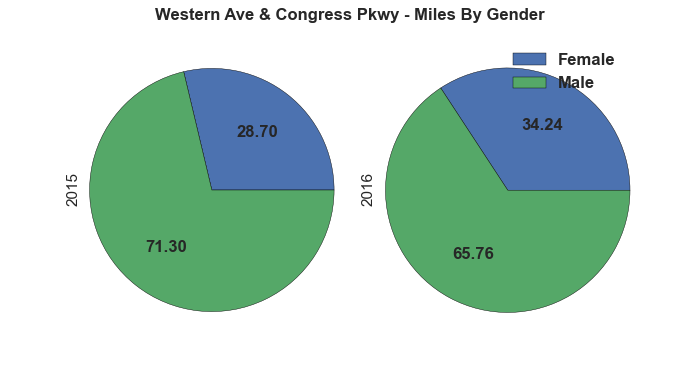 Western Ave & Congress Pkwy - Miles By Gender
Female
Male
2015
28.70
71.30
2016
34.24
65.76